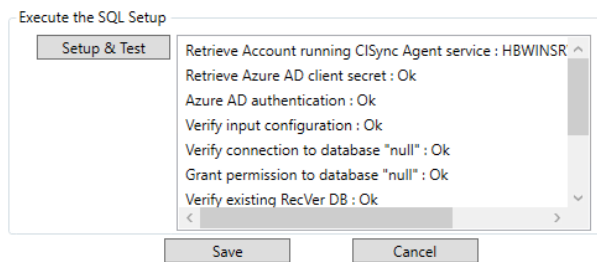 Execute the SQL Setup
Setup & Test
Retrieve Account running CISync Agent service : HBWINSR
Retrieve Azure AD client secret : Ok
Azure AD authentication : Ok
Verify input configuration : Ok
Verify connection to database "null" : Ok
Grant permission to database "null" : Ok
Verify existing RecVer DB : Ok
Save
Cancel